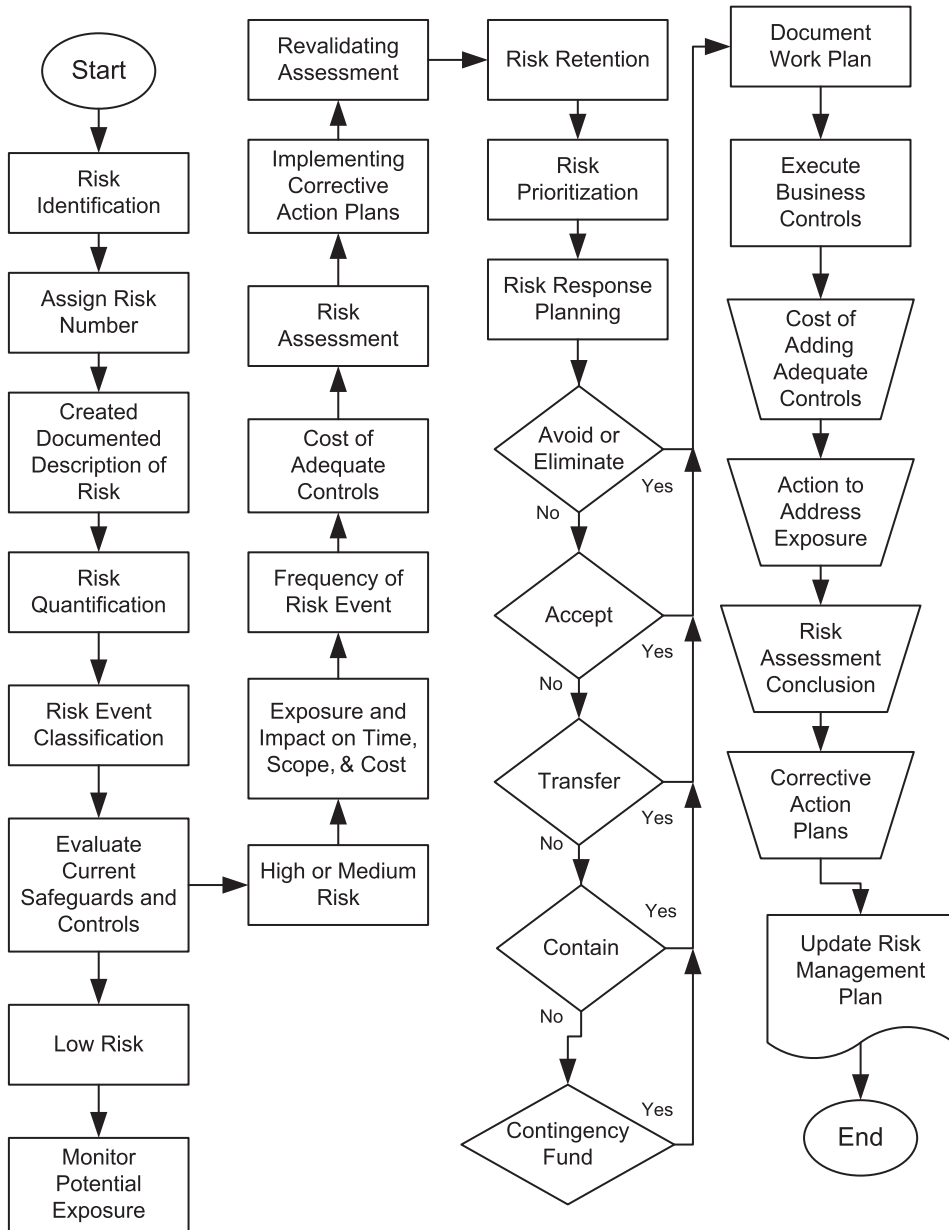 Start
Risk
Identification
Assign Risk
Number
Created
Documented
Description of
Risk
Risk
Quantification
Risk Event
Classification
Evaluate
Current
Safeguards and
Controls
Low Risk
Monitor
Potential
Exposure
High or Medium
Risk
Exposure and
Impact on Time,
Scope, & Cost
Frequency of
Risk Event
Cost of
Adequate
Controls
Risk
Assessment
Implementing
Corrective
Action Plans
Revalidating
Assessment
Risk Retention
Risk
Prioritization
Risk Response
Planning
Avoid or
Eliminate
Yes
No
Accept
Yes
No
Transfer
Yes
No
Contain
Yes
No
Contingency
Fund
Yes
Document
Work Plan
Execute
Business
Controls
Cost of
Adding
Adequate
Controls
Action to
Address
Exposure
Risk
Assessment
Conclusion
Corrective
Action
Plans
Update Risk
Management
Plan
End